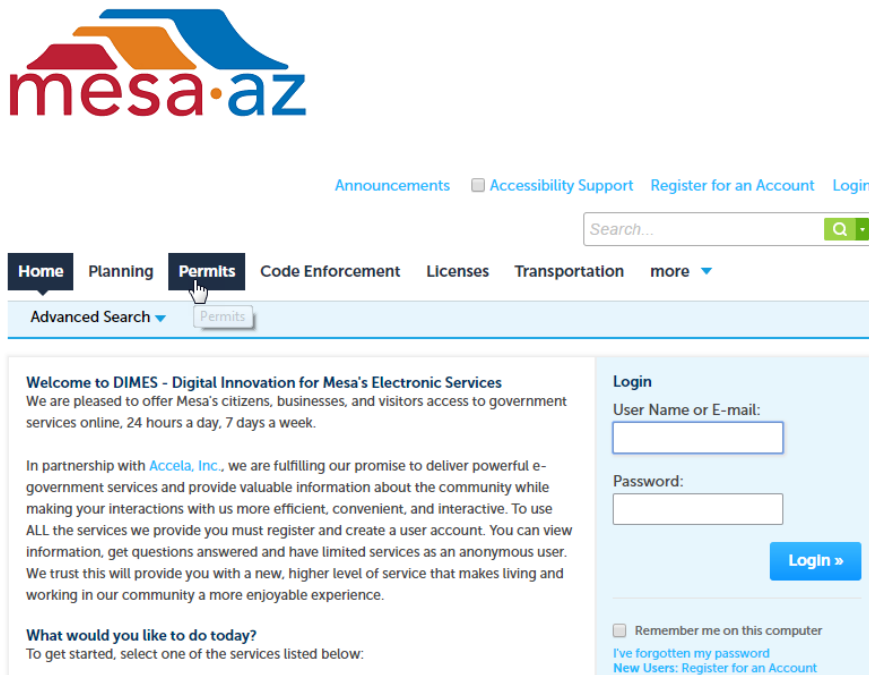 mesa·az
Announcements Accessibility Support Register for an Account Login
Search...
Home Planning Permits Code Enforcement Licenses Transportation more
Advanced Search Permits
Welcome to DIMES - Digital Innovation for Mesa's Electronic Services
We are pleased to offer Mesa's citizens, businesses, and visitors access to government
services online, 24 hours a day, 7 days a week.
In partnership with Accela, Inc., we are fulfilling our promise to deliver powerful e-
government services and provide valuable information about the community while
making your interactions with us more efficient, convenient, and interactive. To use
ALL the services we provide you must register and create a user account. You can view
information, get questions answered and have limited services as an anonymous user.
We trust this will provide you with a new, higher level of service that makes living and
working in our community a more enjoyable experience.
What would you like to do today?
To get started, select one of the services listed below:
Login
User Name or E-mail:
Password:
Login »
Remember me on this computer
I've forgotten my password
New Users: Register for an Account